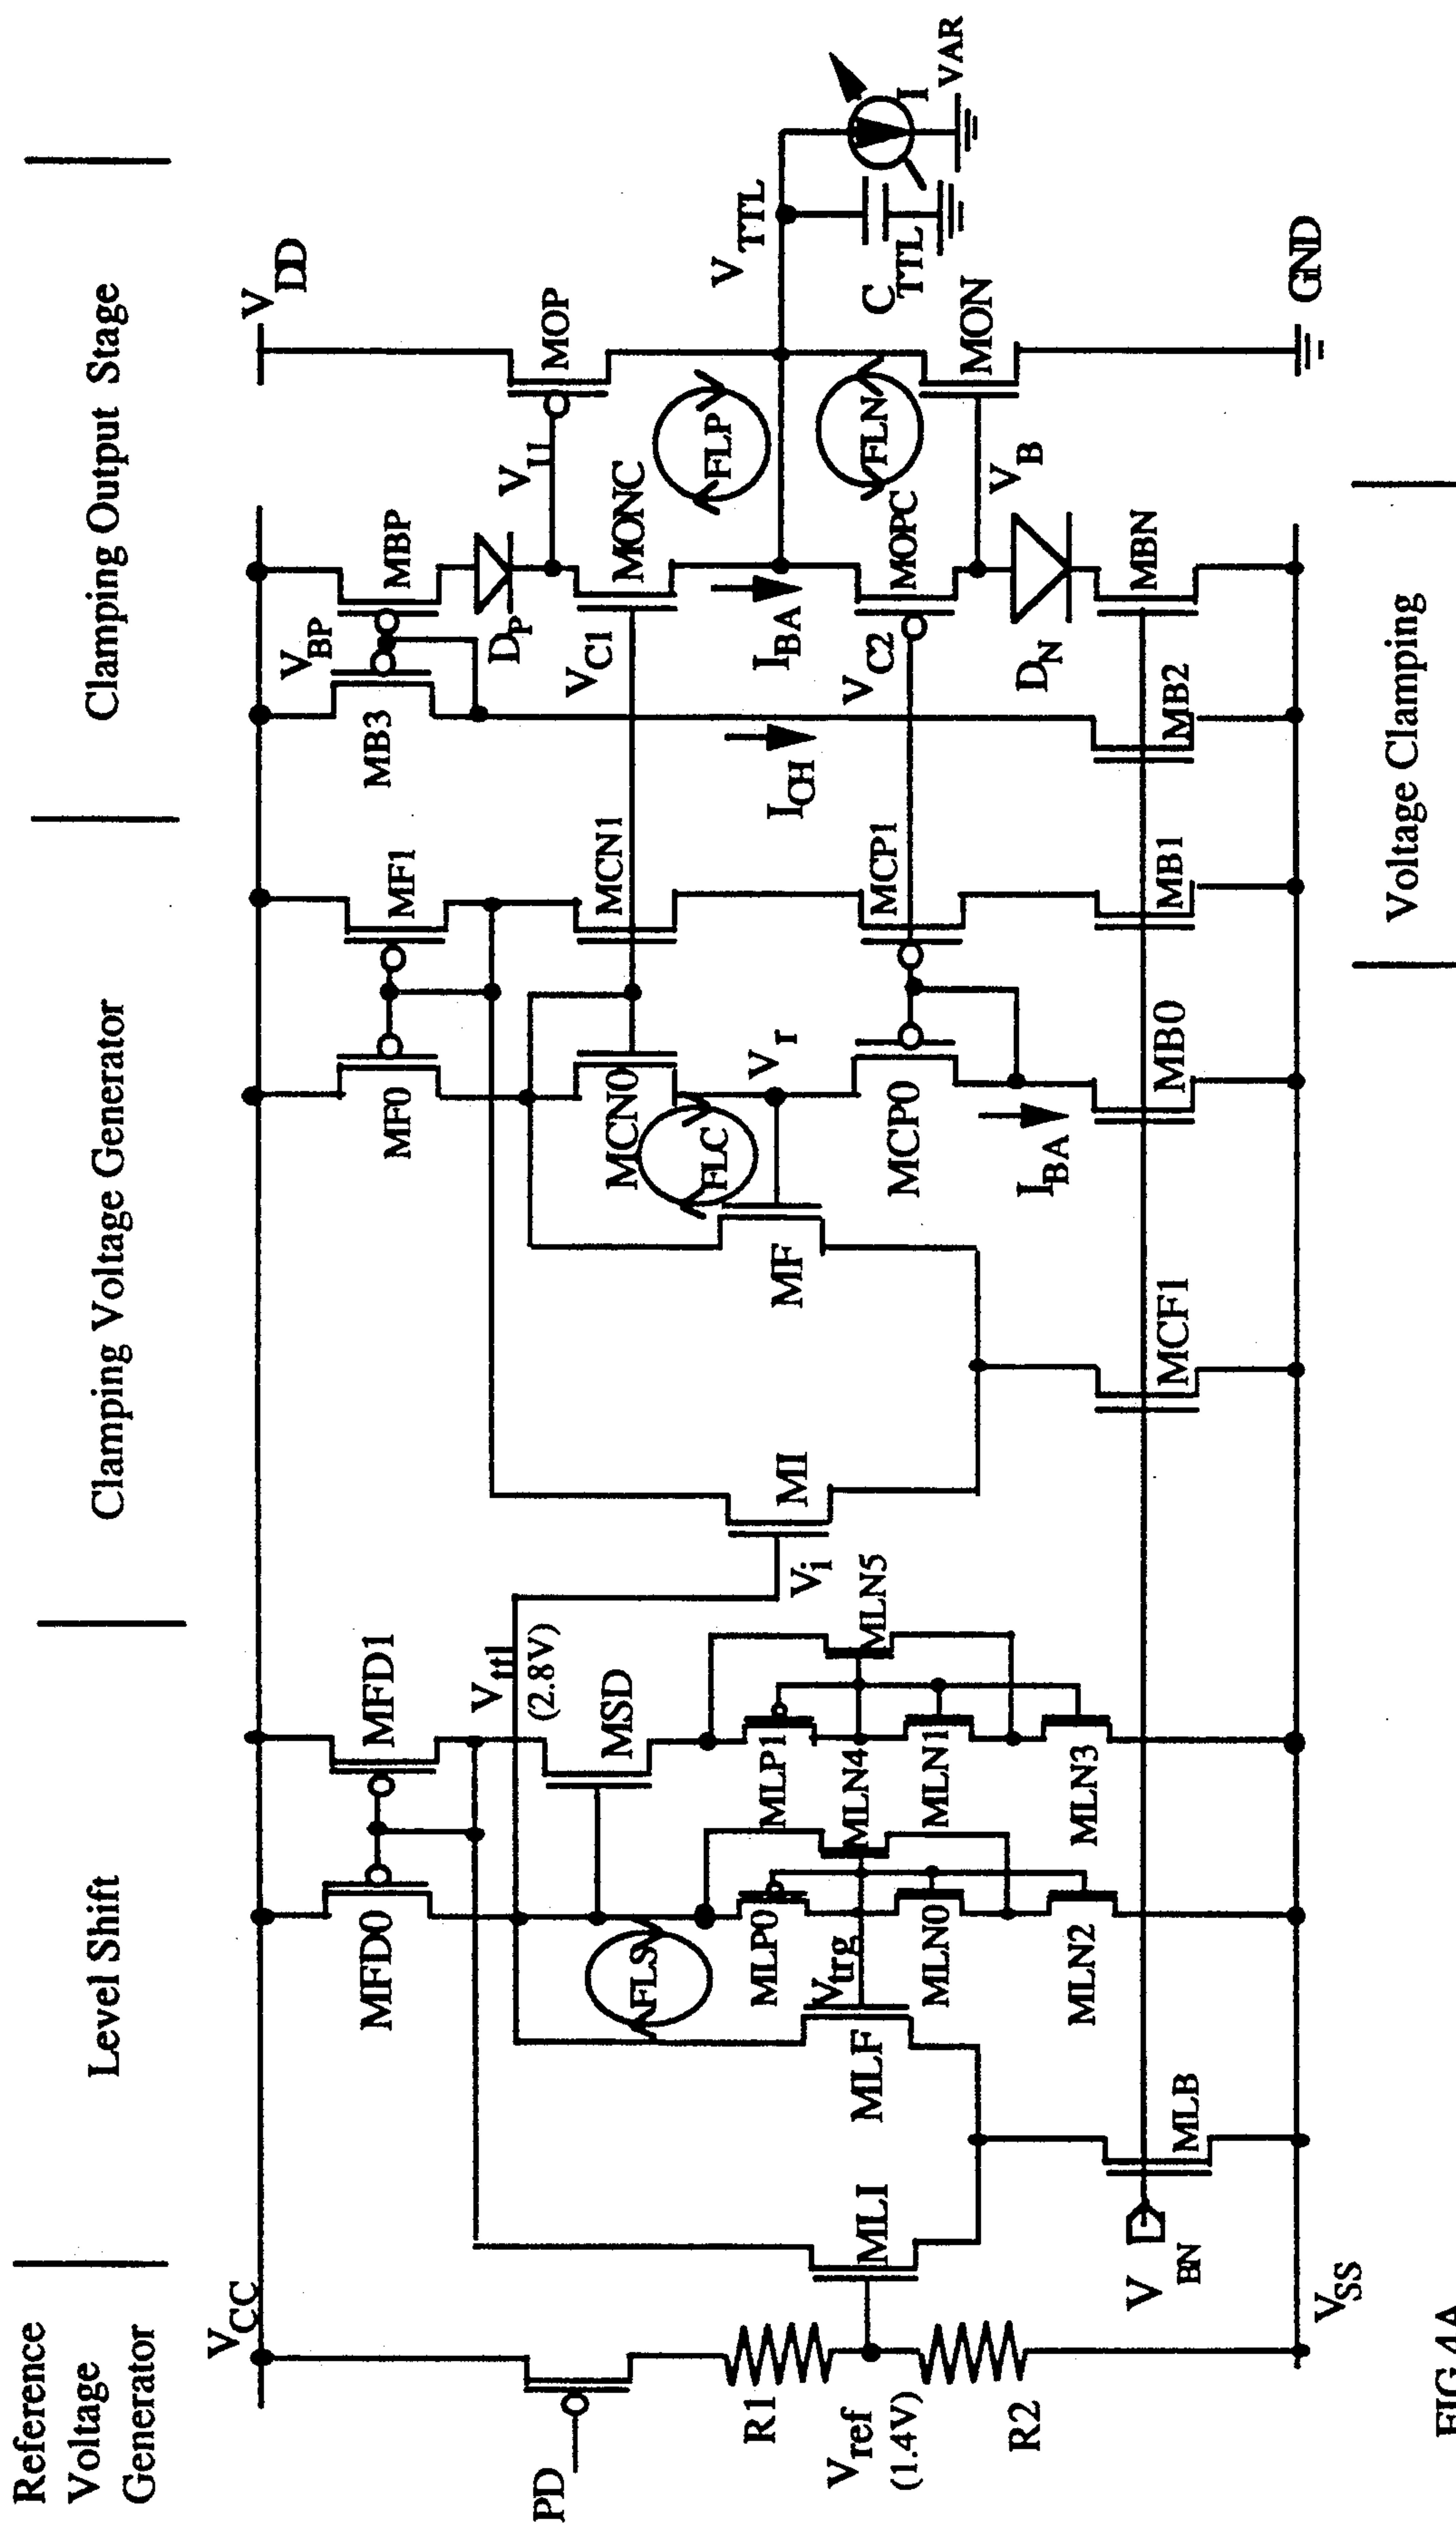 Reference
Voltage
Generator
Level Shift
Clamping Voltage Generator
Clamping Output Stage
VCC
VDD
PD
R1
Vref
(1.4V)
R2
MLI
MLF
MLB
VBN
VSS
MFD0
MFD1
FLS
Vtrg
MLP0
MLN0
MLN2
MLN4
MLP1
MLN1
MLN3
MLN5
MSD
Vttl
(2.8V)
Vi
MI
MF
MCF1
FLC
MF0
MF1
MCN0
MCN1
Vr
MCP0
MCP1
IBA
MB0
MB1
MB3
VBP
MBP
DP
VU
MOP
VC1
MONC
ICH
IBA
FLP
VTTL
VC2
MOPC
FLN
CTTL
I
VAR
MON
VB
DN
MB2
MBN
GND
Voltage Clamping
FIG.4A